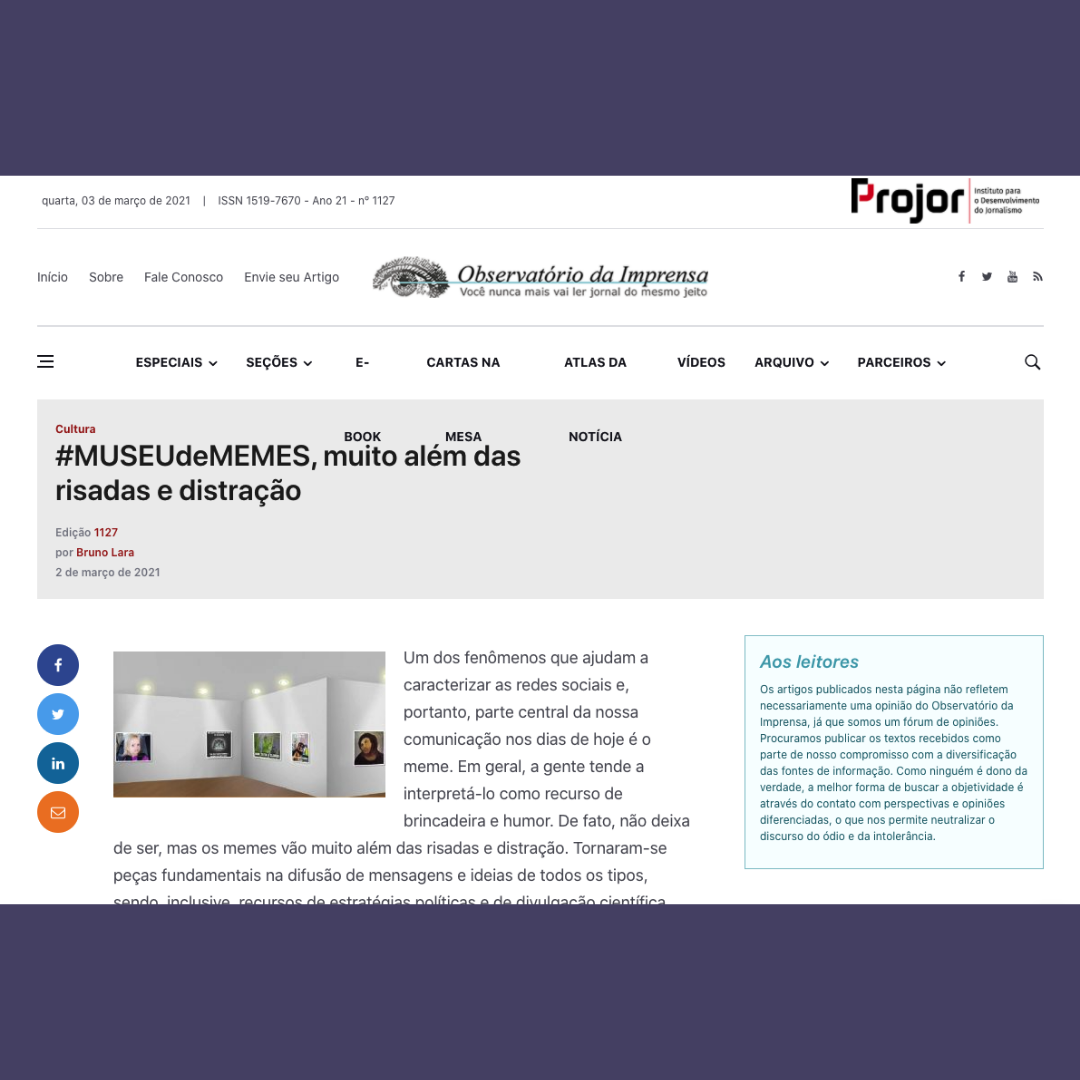 quarta, 03 de março de 2021 | ISSN 1519-7670 - Ano 21 - nº 1127
Projor
Instituto para
o Desenvolvimento
do Jornalismo
Início Sobre Fale Conosco Envie seu Artigo
Observatório da Imprensa
Você nunca mais vai ler jornal do mesmo jeito
ESPECIAIS SEÇÕES E-BOOK CARTAS NA MESA ATLAS DA NOTÍCIA VÍDEOS ARQUIVO PARCEIROS
Cultura
#MUSEUdeMEMES, muito além das
risadas e distração
Edição 1127
por Bruno Lara
2 de março de 2021
Um dos fenômenos que ajudam a
caracterizar as redes sociais e,
portanto, parte central da nossa
comunicação nos dias de hoje é o
meme. Em geral, a gente tende a
interpretá-lo como recurso de
brincadeira e humor. De fato, não deixa
de ser, mas os memes vão muito além das risadas e distração. Tornaram-se
peças fundamentais na difusão de mensagens e ideias de todos os tipos,
sendo, inclusive, recursos de estratégias políticas e de divulgação científica.
Aos leitores
Os artigos publicados nesta página não refletem
necessariamente uma opinião do Observatório da
Imprensa, já que somos um fórum de opiniões.
Procuramos publicar os textos recebidos como
parte de nosso compromisso com a diversificação
das fontes de informação. Como ninguém é dono da
verdade, a melhor forma de buscar a objetividade é
através do contato com perspectivas e opiniões
diferenciadas, o que nos permite neutralizar o
discurso do ódio e da intolerância.